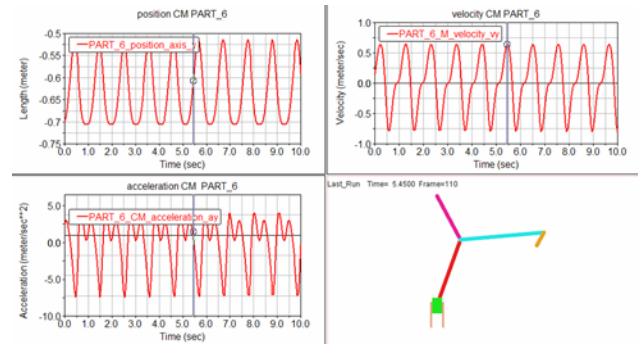 position CM PART_6
PART_6_position_axis_
Length (meter)
-0.5
-0.55
-0.6
-0.65
-0.7
-0.75
0.0 1.0 2.0 3.0 4.0 5.0 6.0 7.0 8.0 9.0 10.0
Time (sec)
velocity CM PART_6
PART_6_M_velocity_vy
Velocity (meter/sec)
1.0
0.5
0.0
-0.5
-1.0
0.0 1.0 2.0 3.0 4.0 5.0 6.0 7.0 8.0 9.0 10.0
Time (sec)
acceleration CM PART_6
PART_6_CM_acceleration_ay
Acceleration (meter/sec**2)
5.0
0.0
-5.0
-10.0
0.0 1.0 2.0 3.0 4.0 5.0 6.0 7.0 8.0 9.0 10.0
Time (sec)
Last_Run Time= 5.4500 Frame=110